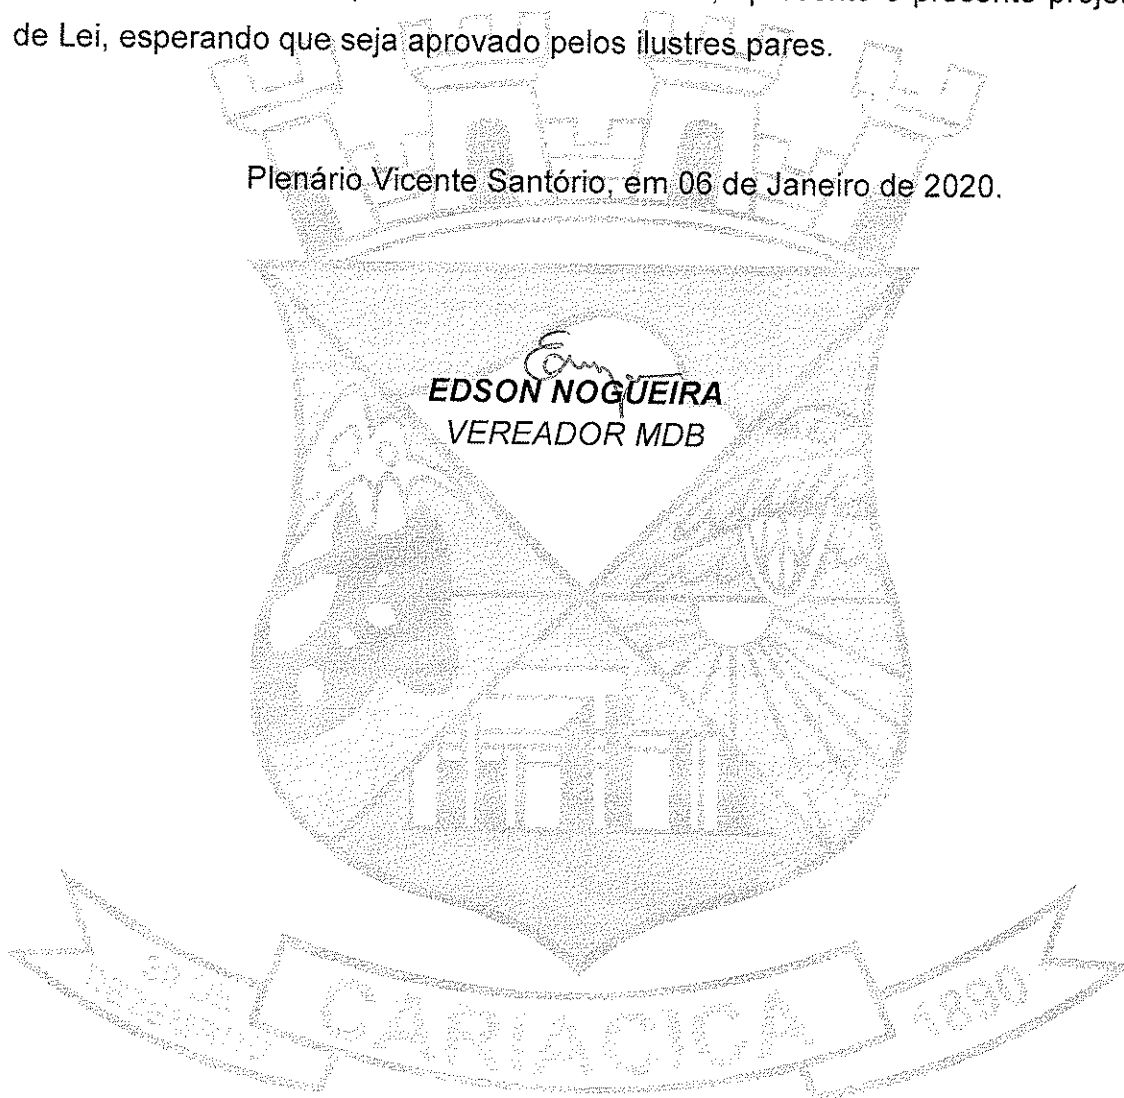 de Lei, esperando que seja aprovado pelos ilustres pares.
Plenário Vicente Santório, em 06 de Janeiro de 2020.
EDSON NOGUEIRA
VEREADOR MDB
CARIACICA
1890